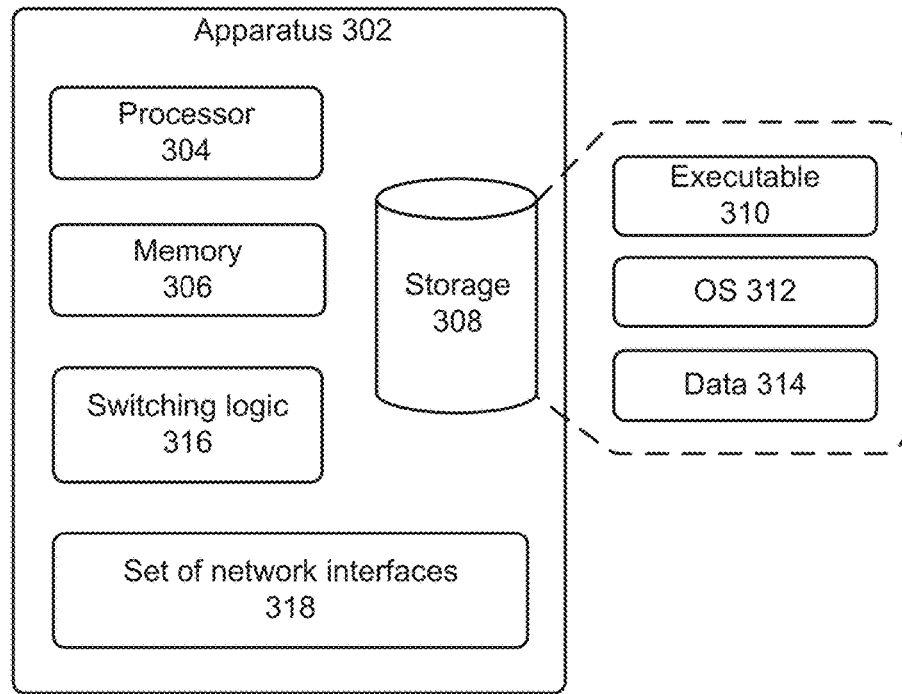 Apparatus 302
Processor
304
Memory
306
Switching logic
316
Set of network interfaces
318
Storage
308
Executable
310
OS 312
Data 314